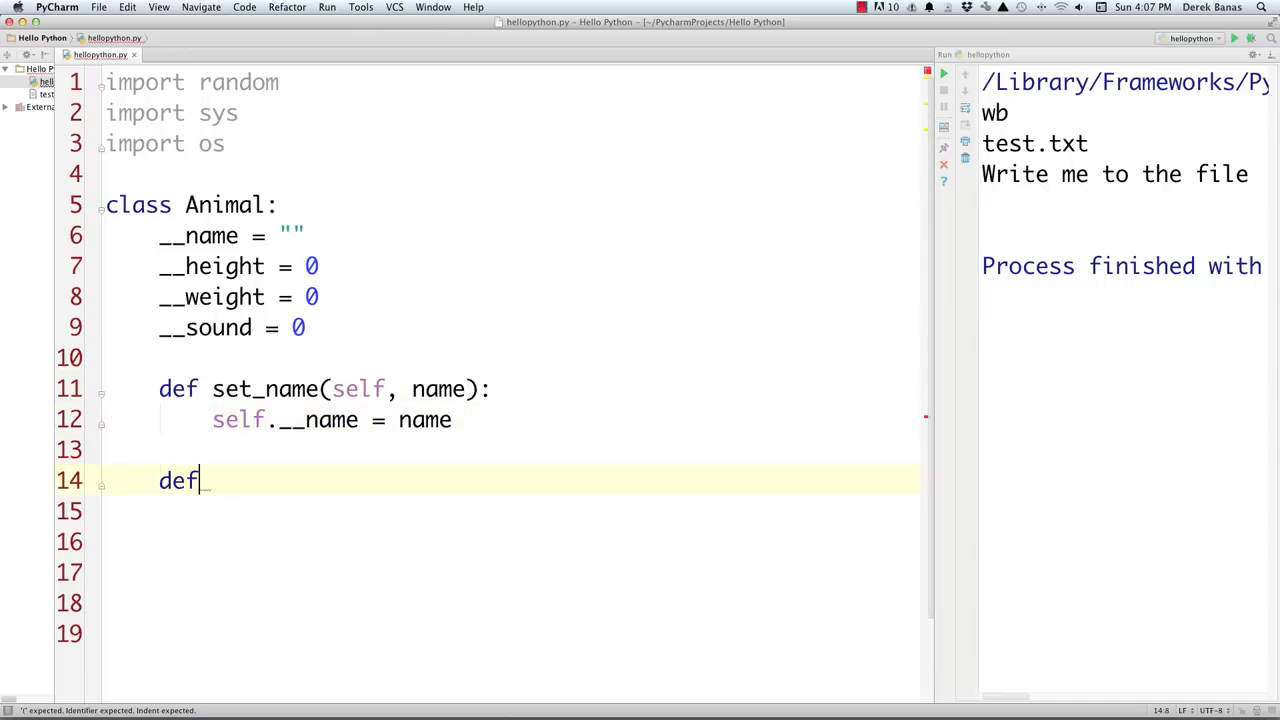 PyCharm File Edit View Navigate Code Refactor Run Tools VCS Window Help 10 Sun 4:07 PM Derek Banas
hellopython.py – Hello Python – [~/PycharmProjects/Hello Python]
Hello Python hellopython.py hellopython
hellopython.py Run hellopython
Hello P
hell
test
Extern
1 import random
2 import sys
3 import os
4
5 class Animal:
6 __name = ""
7 __height = 0
8 __weight = 0
9 __sound = 0
10
11 def set_name(self, name):
12 self.__name = name
13
14 def
15
16
17
18
19
/Library/Frameworks/Py
wb
test.txt
Write me to the file
Process finished with
'(' expected. Identifier expected. Indent expected. 14:8 LF UTF-8